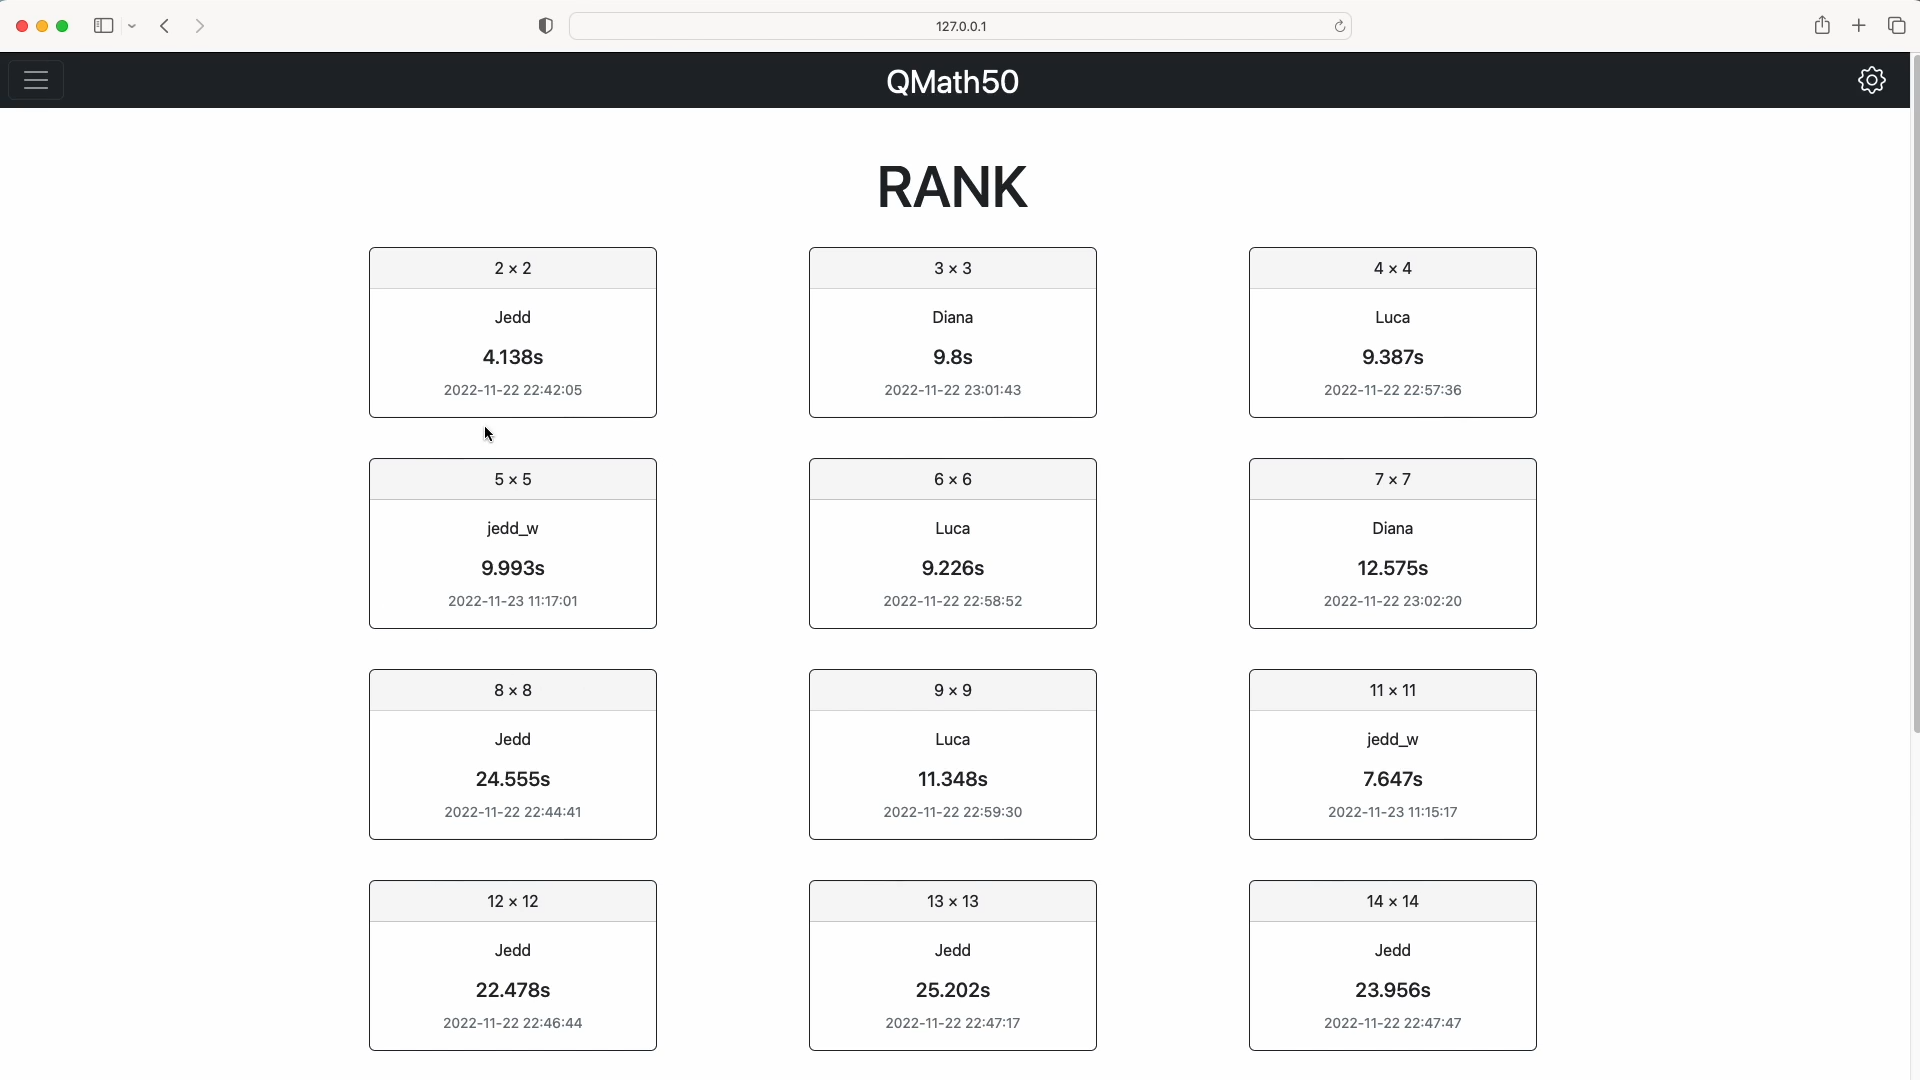 127.0.0.1
QMath50
RANK
2 × 2
Jedd
4.138s
2022-11-22 22:42:05
3 × 3
Diana
9.8s
2022-11-22 23:01:43
4 × 4
Luca
9.387s
2022-11-22 22:57:36
5 × 5
jedd_w
9.993s
2022-11-23 11:17:01
6 × 6
Luca
9.226s
2022-11-22 22:58:52
7 × 7
Diana
12.575s
2022-11-22 23:02:20
8 × 8
Jedd
24.555s
2022-11-22 22:44:41
9 × 9
Luca
11.348s
2022-11-22 22:59:30
11 × 11
jedd_w
7.647s
2022-11-23 11:15:17
12 × 12
Jedd
22.478s
2022-11-22 22:46:44
13 × 13
Jedd
25.202s
2022-11-22 22:47:17
14 × 14
Jedd
23.956s
2022-11-22 22:47:47